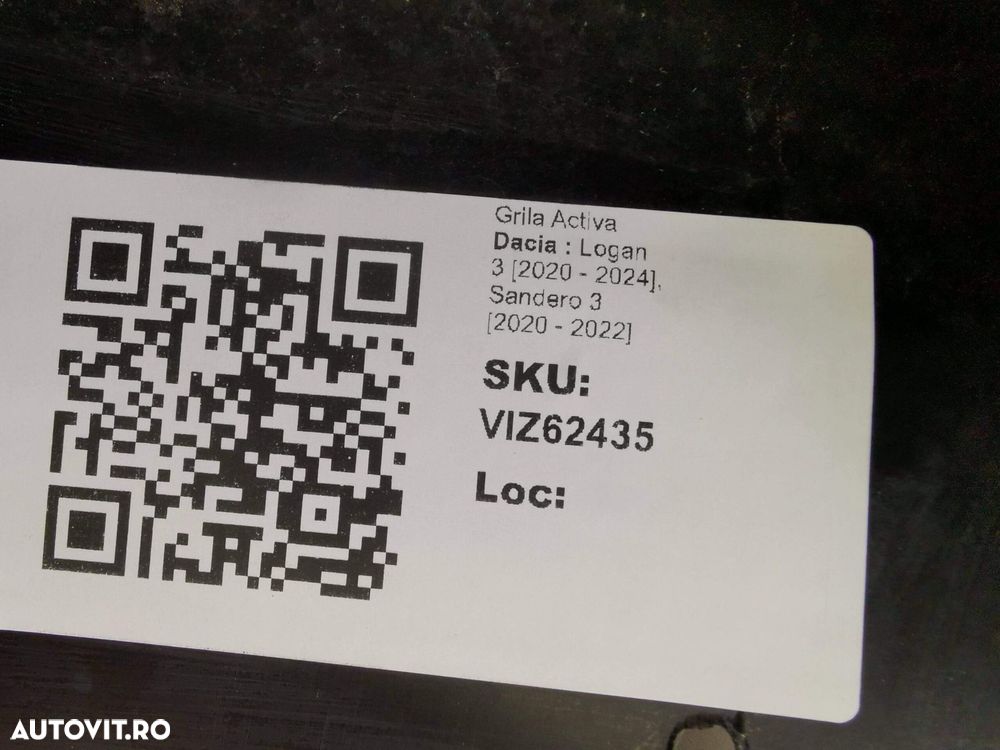 Grila Activa
Dacia : Logan
3 [2020 - 2024],
Sandero 3
[2020 - 2022]
SKU:
VIZ62435
Loc:
AUTOVIT.RO